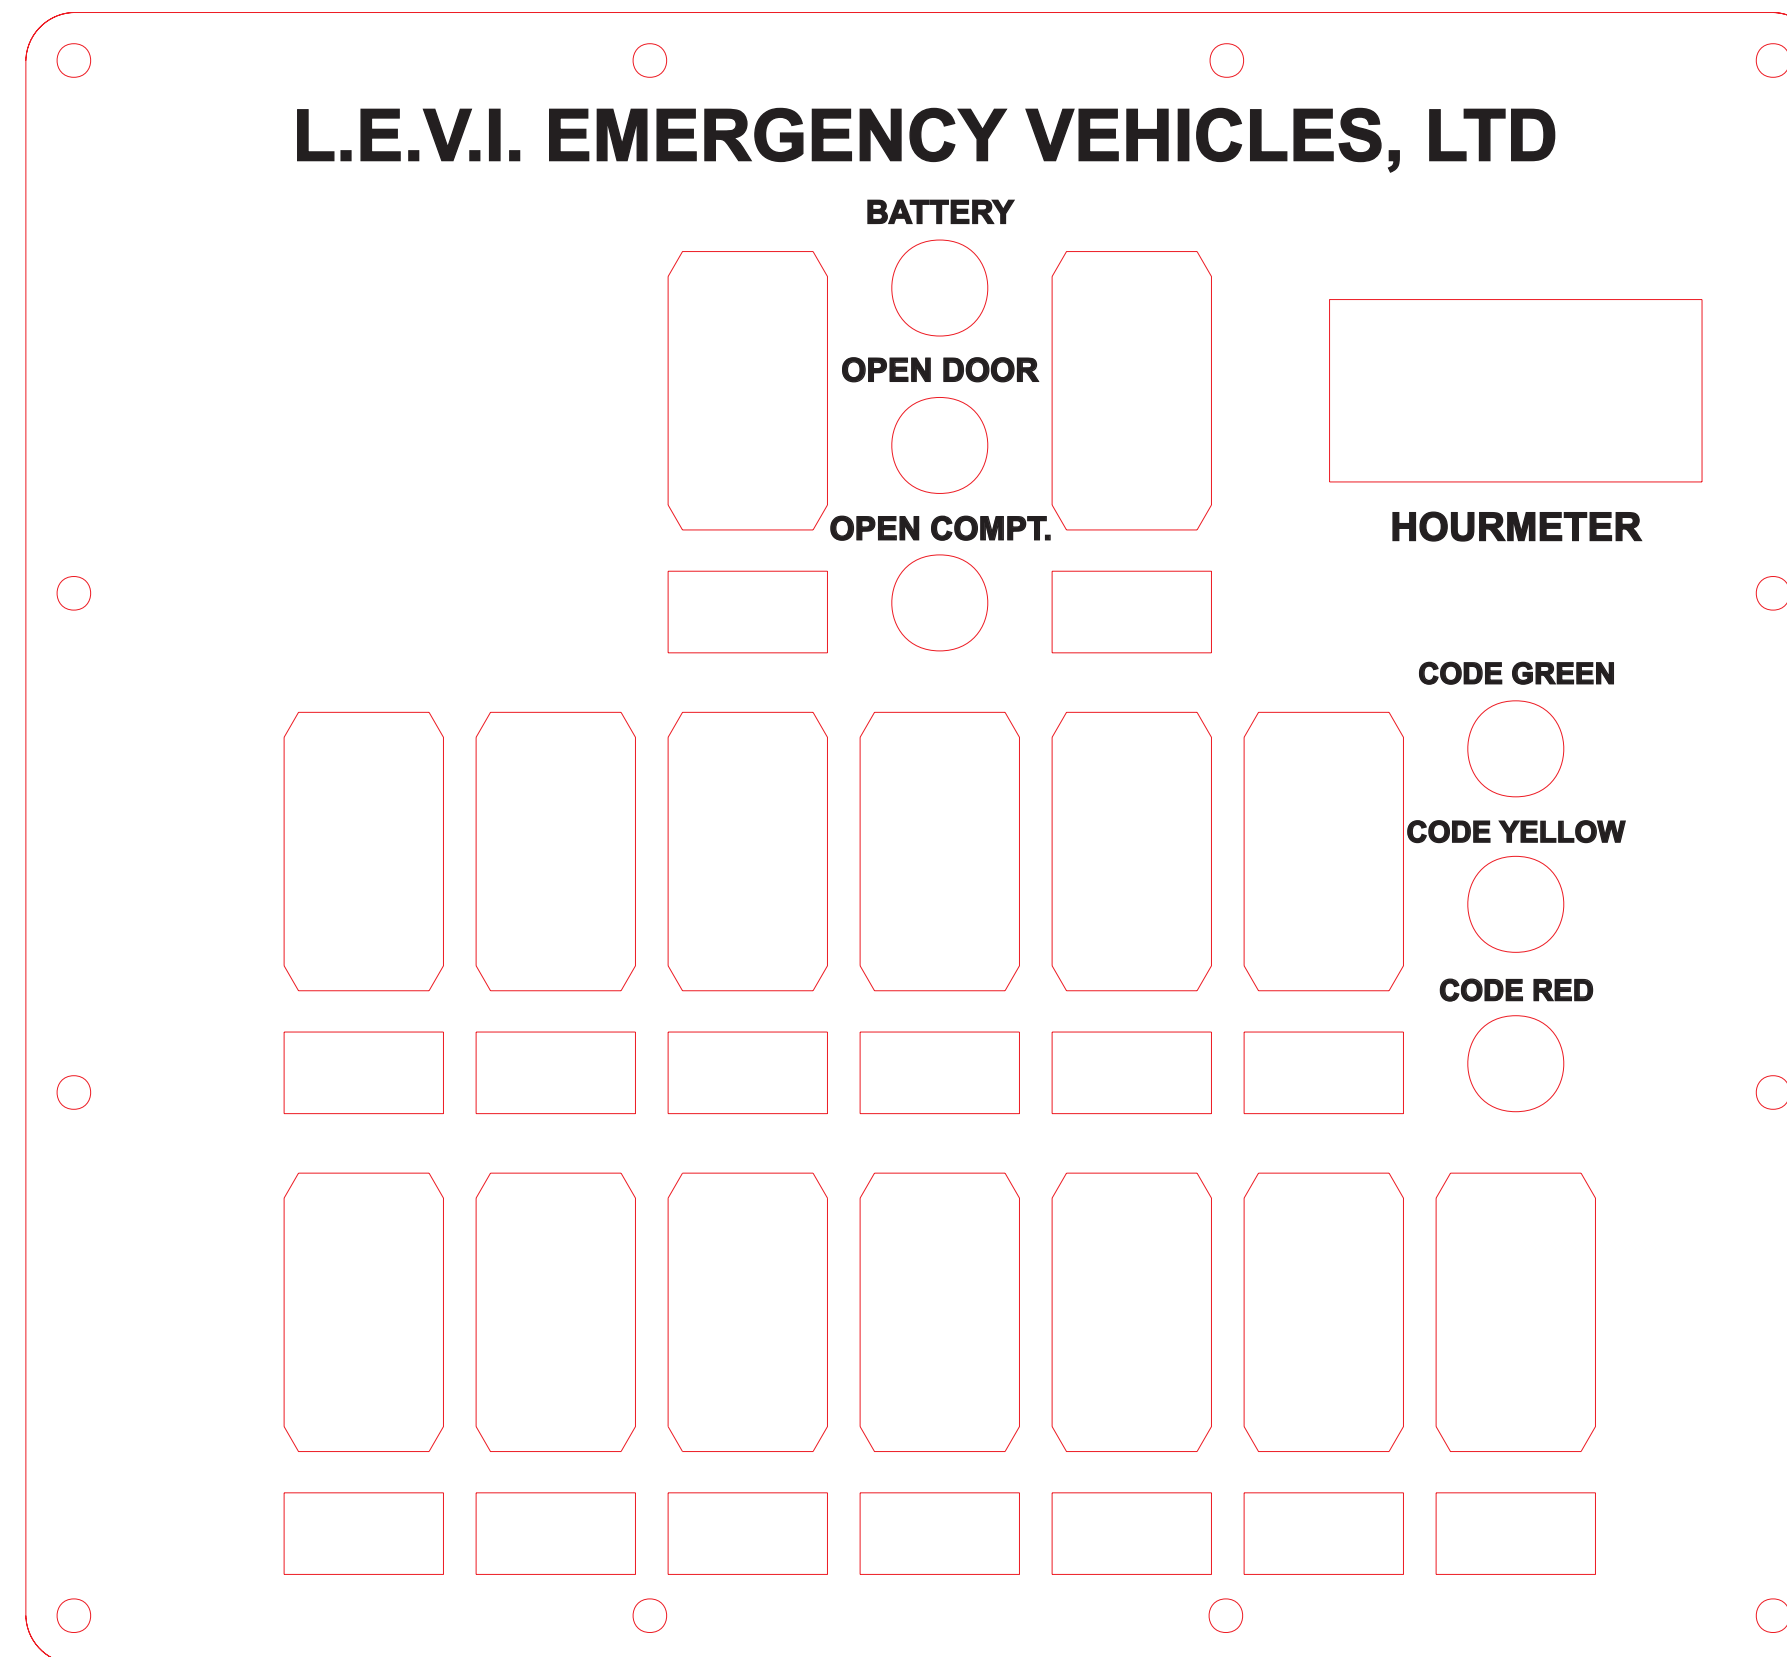 L.E.V.I. EMERGENCY VEHICLES, LTD
BATTERY
OPEN DOOR
OPEN COMPT.
HOURMETER
CODE GREEN
CODE YELLOW
CODE RED